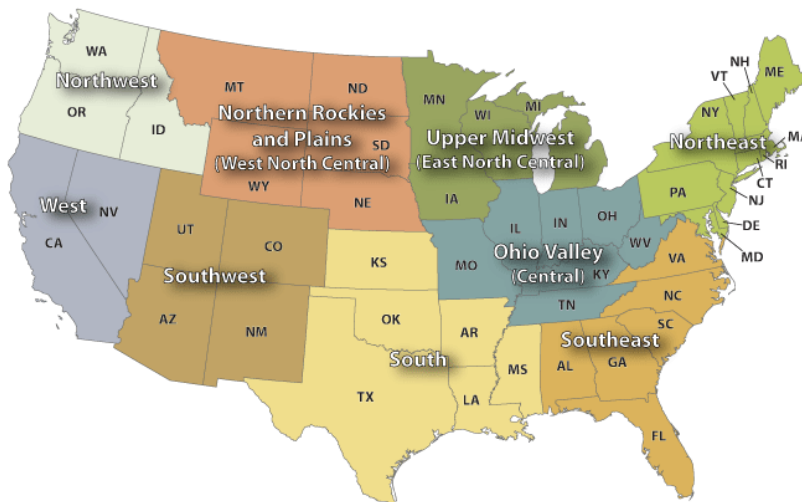 WA
Northwest
OR
ID
MT
ND
Northern Rockies
and Plains
(West North Central)
SD
WY
NE
MN
WI
MI
Upper Midwest
(East North Central)
IA
NH
VT
ME
NY
Northeast
MA
RI
CT
NJ
PA
DE
MD
West
NV
CA
UT
CO
Southwest
AZ
NM
IL
IN
OH
WV
Ohio Valley
(Central)
MO
KY
TN
VA
NC
SC
Southeast
AL
GA
FL
KS
OK
AR
South
MS
TX
LA